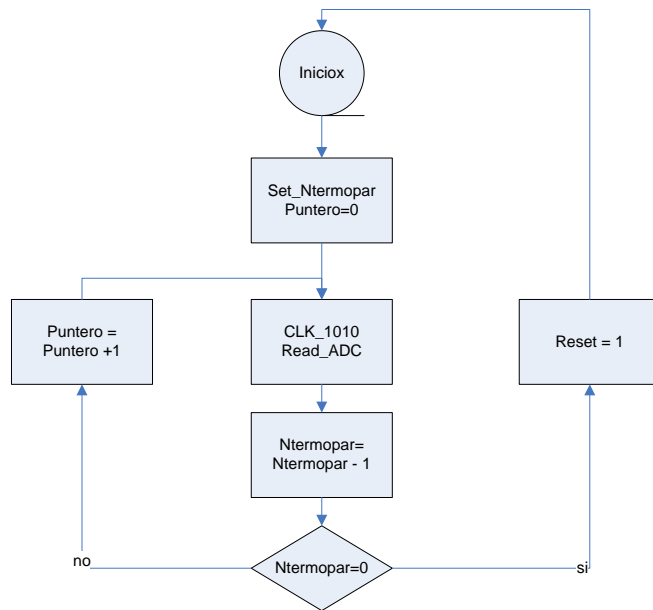 Iniciox
Set_Ntermopar
Puntero=0
Puntero =
Puntero +1
CLK_1010
Read_ADC
Reset = 1
Ntermopar=
Ntermopar - 1
no
Ntermopar=0
si